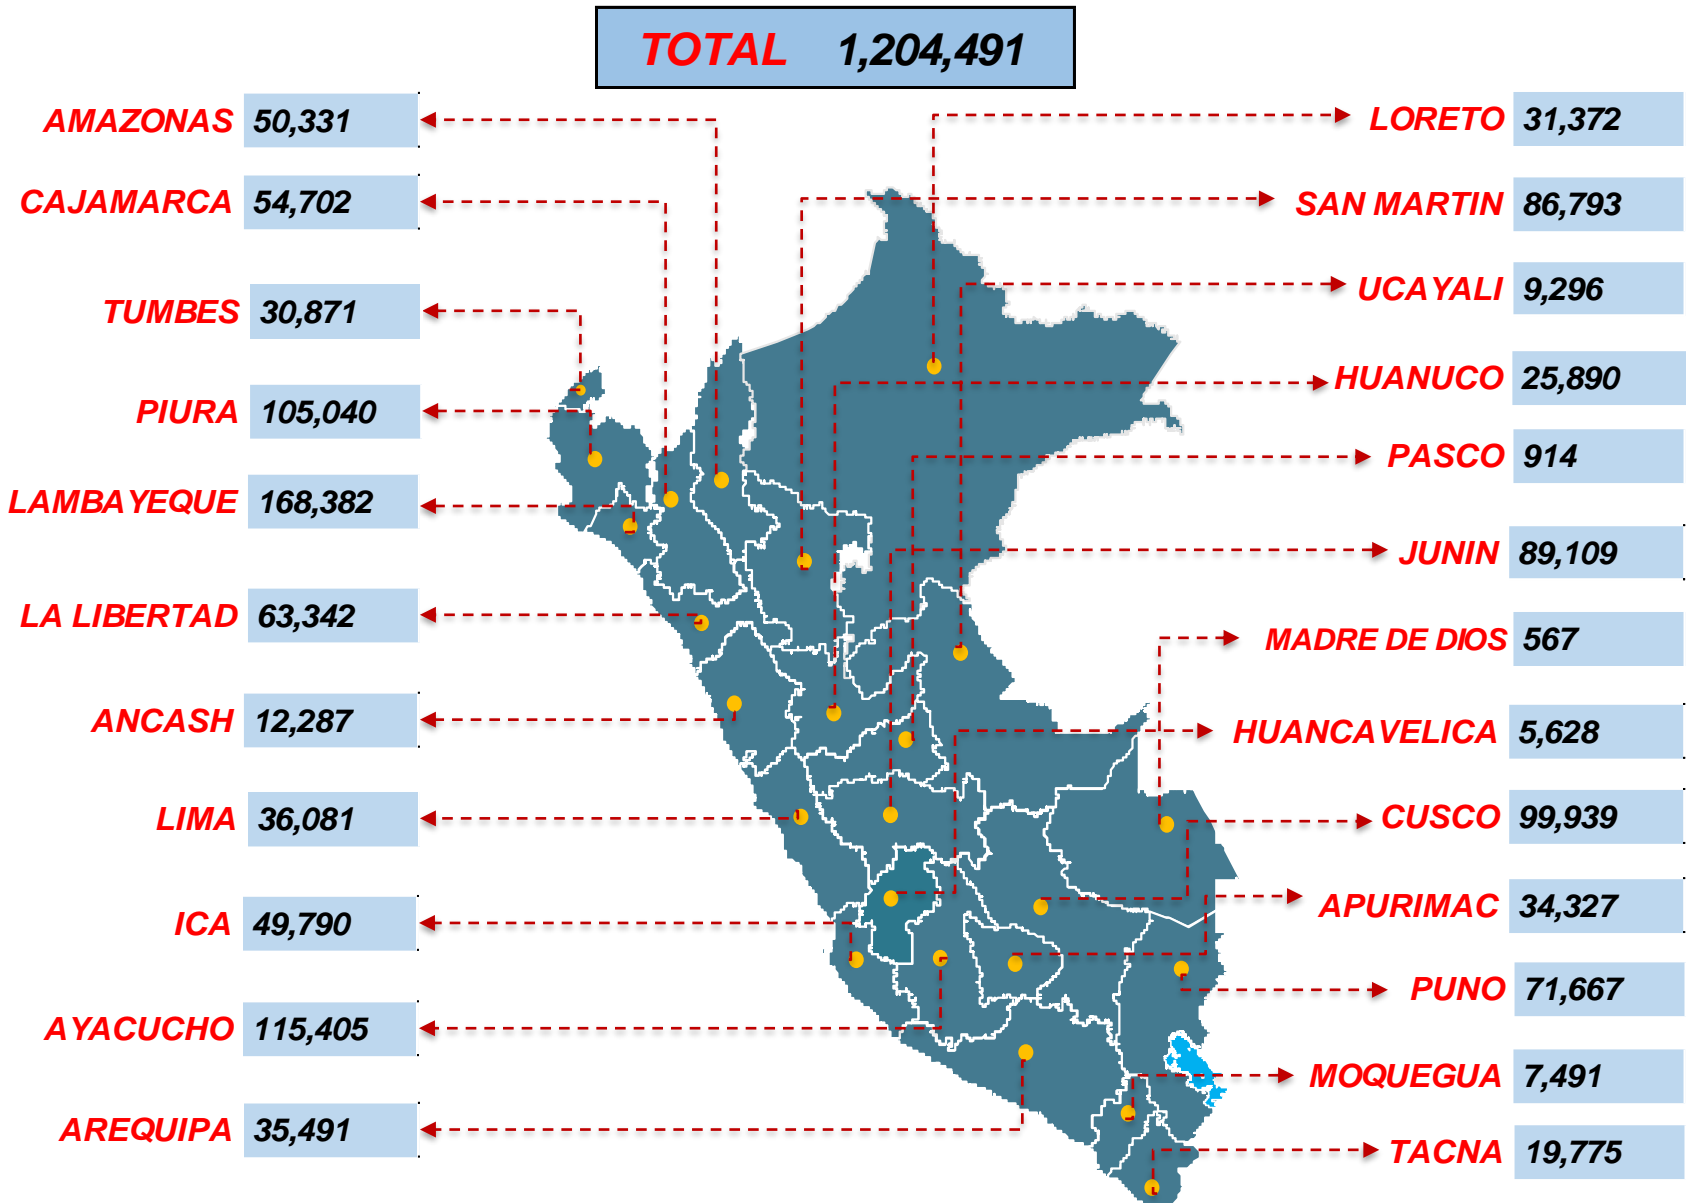 TOTAL 1,204,491
AMAZONAS 50,331
CAJAMARCA 54,702
TUMBES 30,871
PIURA 105,040
LAMBAYEQUE 168,382
LA LIBERTAD 63,342
ANCASH 12,287
LIMA 36,081
ICA 49,790
AYACUCHO 115,405
AREQUIPA 35,491
LORETO 31,372
SAN MARTIN 86,793
UCAYALI 9,296
HUANUCO 25,890
PASCO 914
JUNIN 89,109
MADRE DE DIOS 567
HUANCAVELICA 5,628
CUSCO 99,939
APURIMAC 34,327
PUNO 71,667
MOQUEGUA 7,491
TACNA 19,775